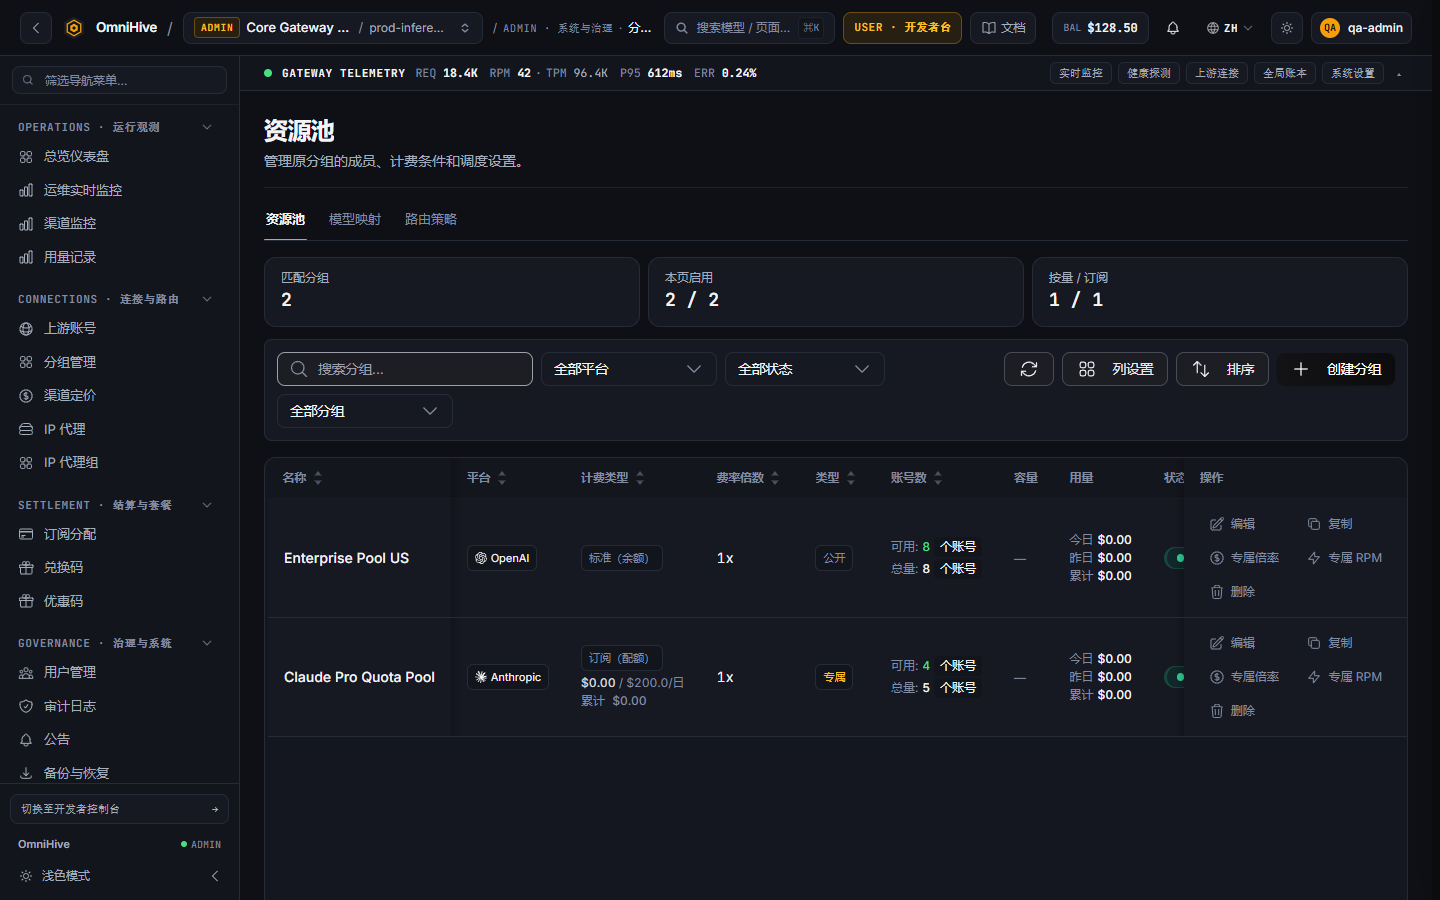 OmniHive / ADMIN Core Gateway ... / prod-infere... / ADMIN · 系统与治理 · 分... 搜索模型 / 页面... ⌘K USER · 开发者台 文档 BAL $128.50 ZH QA qa-admin
筛选导航菜单...
GATEWAY TELEMETRY REQ 18.4K RPM 42 · TPM 96.4K P95 612ms ERR 0.24% 实时监控 健康探测 上游连接 全局账本 系统设置
OPERATIONS · 运行观测
总览仪表盘
运维实时监控
渠道监控
用量记录
CONNECTIONS · 连接与路由
上游账号
分组管理
渠道定价
IP 代理
IP 代理组
SETTLEMENT · 结算与套餐
订阅分配
兑换码
优惠码
GOVERNANCE · 治理与系统
用户管理
审计日志
公告
备份与恢复
切换至开发者控制台 →
OmniHive ADMIN
浅色模式
资源池
管理原分组的成员、计费条件和调度设置。
资源池 模型映射 路由策略
匹配分组
2
本页启用
2 / 2
按量 / 订阅
1 / 1
搜索分组... 全部平台 全部状态 列设置 排序 创建分组
全部分组
名称 平台 计费类型 费率倍数 类型 账号数 容量 用量 状态 操作
Enterprise Pool US OpenAI 标准（余额） 1x 公开
可用: 8 个账号
总量: 8 个账号
—
今日 $0.00
昨日 $0.00
累计 $0.00
编辑 复制
专属倍率 专属 RPM
删除
Claude Pro Quota Pool Anthropic
订阅（配额）
$0.00 / $200.0/日
累计 $0.00
1x 专属
可用: 4 个账号
总量: 5 个账号
—
今日 $0.00
昨日 $0.00
累计 $0.00
编辑 复制
专属倍率 专属 RPM
删除